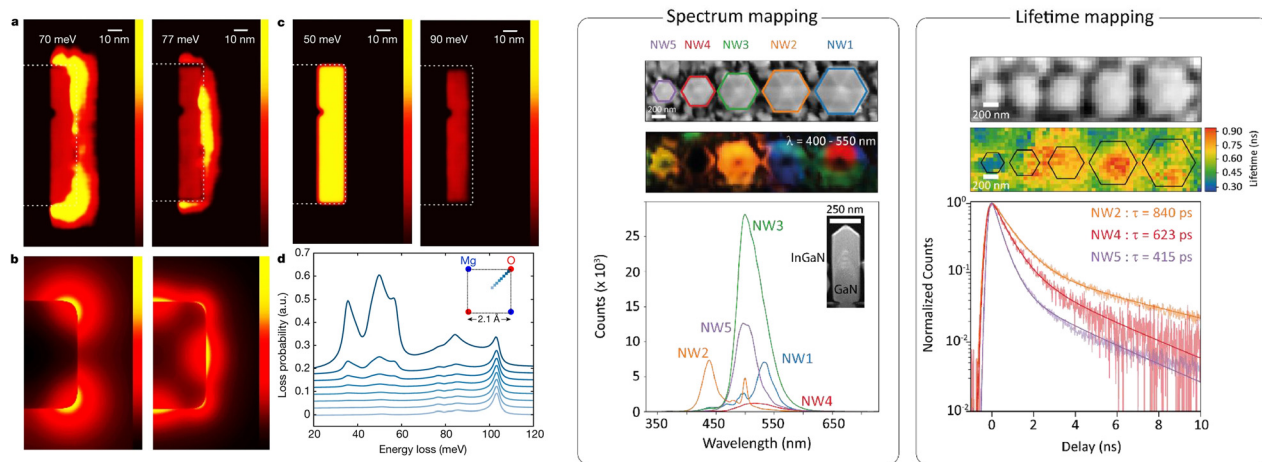 a
70 meV
10 nm
77 meV
10 nm
c
50 meV
10 nm
90 meV
10 nm
b
d
Loss probability (a.u.)
0.7
0.6
0.5
0.4
0.3
0.2
0.1
0
Mg
O
2.1 Å
20
40
60
80
100
120
Energy loss (meV)
Spectrum mapping
NW5 NW4 NW3 NW2 NW1
200 nm
λ = 400 - 550 nm
Counts (x 10³)
25
20
15
10
5
0
250 nm
InGaN
GaN
NW3
NW5
NW2
NW1
NW4
350
450
550
650
Wavelength (nm)
Lifetime mapping
200 nm
200 nm
0.90
0.70
0.50
0.30
Lifetime (ns)
Normalized Counts
10⁰
10⁻¹
10⁻²
NW2 : τ = 840 ps
NW4 : τ = 623 ps
NW5 : τ = 415 ps
0
2
4
6
8
10
Delay (ns)